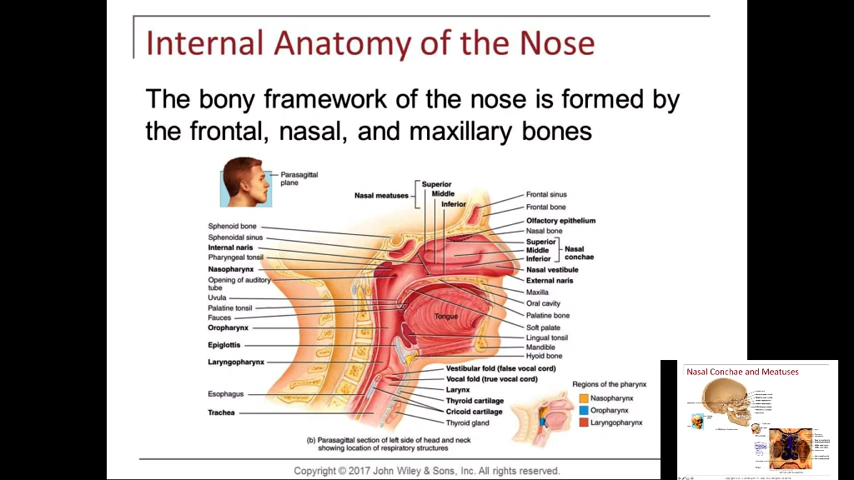 Internal Anatomy of the Nose
The bony framework of the nose is formed by
the frontal, nasal, and maxillary bones
Parasagittal
plane
Nasal meatuses
Superior
Middle
Inferior
Sphenoid bone
Sphenoidal sinus
Internal naris
Pharyngeal tonsil
Nasopharynx
Opening of auditory
tube
Uvula
Palatine tonsil
Fauces
Oropharynx
Epiglottis
Laryngopharynx
Esophagus
Trachea
Frontal sinus
Frontal bone
Olfactory epithelium
Nasal bone
Superior
Middle
Inferior
Nasal
conchae
Nasal vestibule
External naris
Maxilla
Oral cavity
Palatine bone
Soft palate
Lingual tonsil
Mandible
Hyoid bone
Tongue
Vestibular fold (false vocal cord)
Vocal fold (true vocal cord)
Larynx
Thyroid cartilage
Cricoid cartilage
Thyroid gland
Regions of the pharynx
Nasopharynx
Oropharynx
Laryngopharynx
(b) Parasagittal section of left side of head and neck
showing location of respiratory structures
Copyright © 2017 John Wiley & Sons, Inc. All rights reserved.
Nasal Conchae and Meatuses